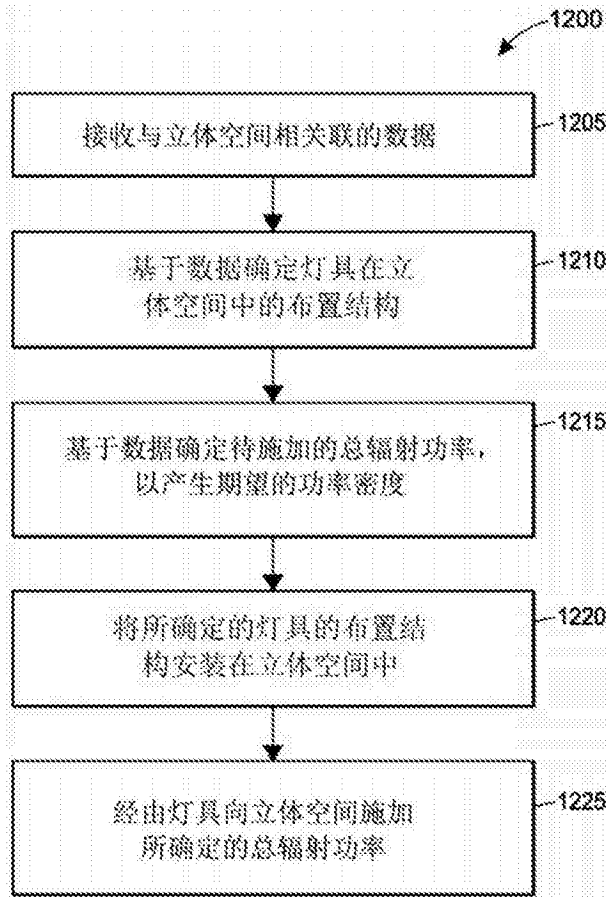 1200
接收与立体空间相关联的数据
1205
基于数据确定灯具在立
体空间中的布置结构
1210
基于数据确定待施加的总辐射功率，
以产生期望的功率密度
1215
将所确定的灯具的布置结
构安装在立体空间中
1220
经由灯具向立体空间施加
所确定的总辐射功率
1225